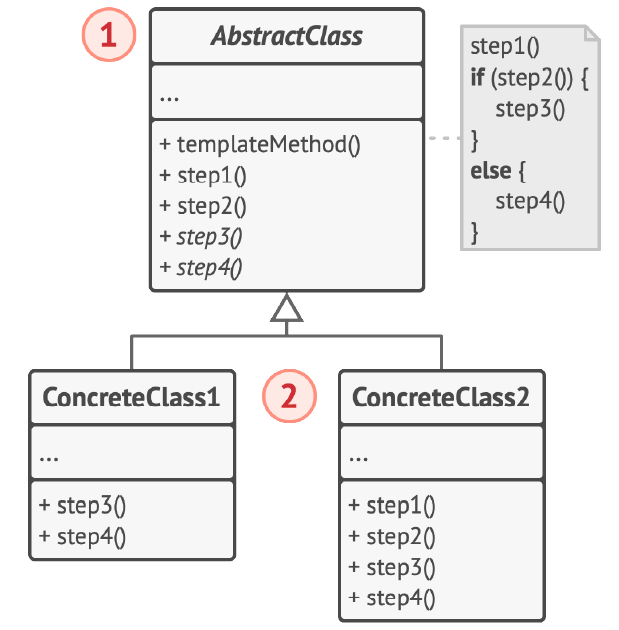 1
AbstractClass
...
+ templateMethod()
+ step1()
+ step2()
+ step3()
+ step4()
step1()
if (step2()) {
step3()
}
else {
step4()
}
ConcreteClass1
...
+ step3()
+ step4()
2
ConcreteClass2
...
+ step1()
+ step2()
+ step3()
+ step4()